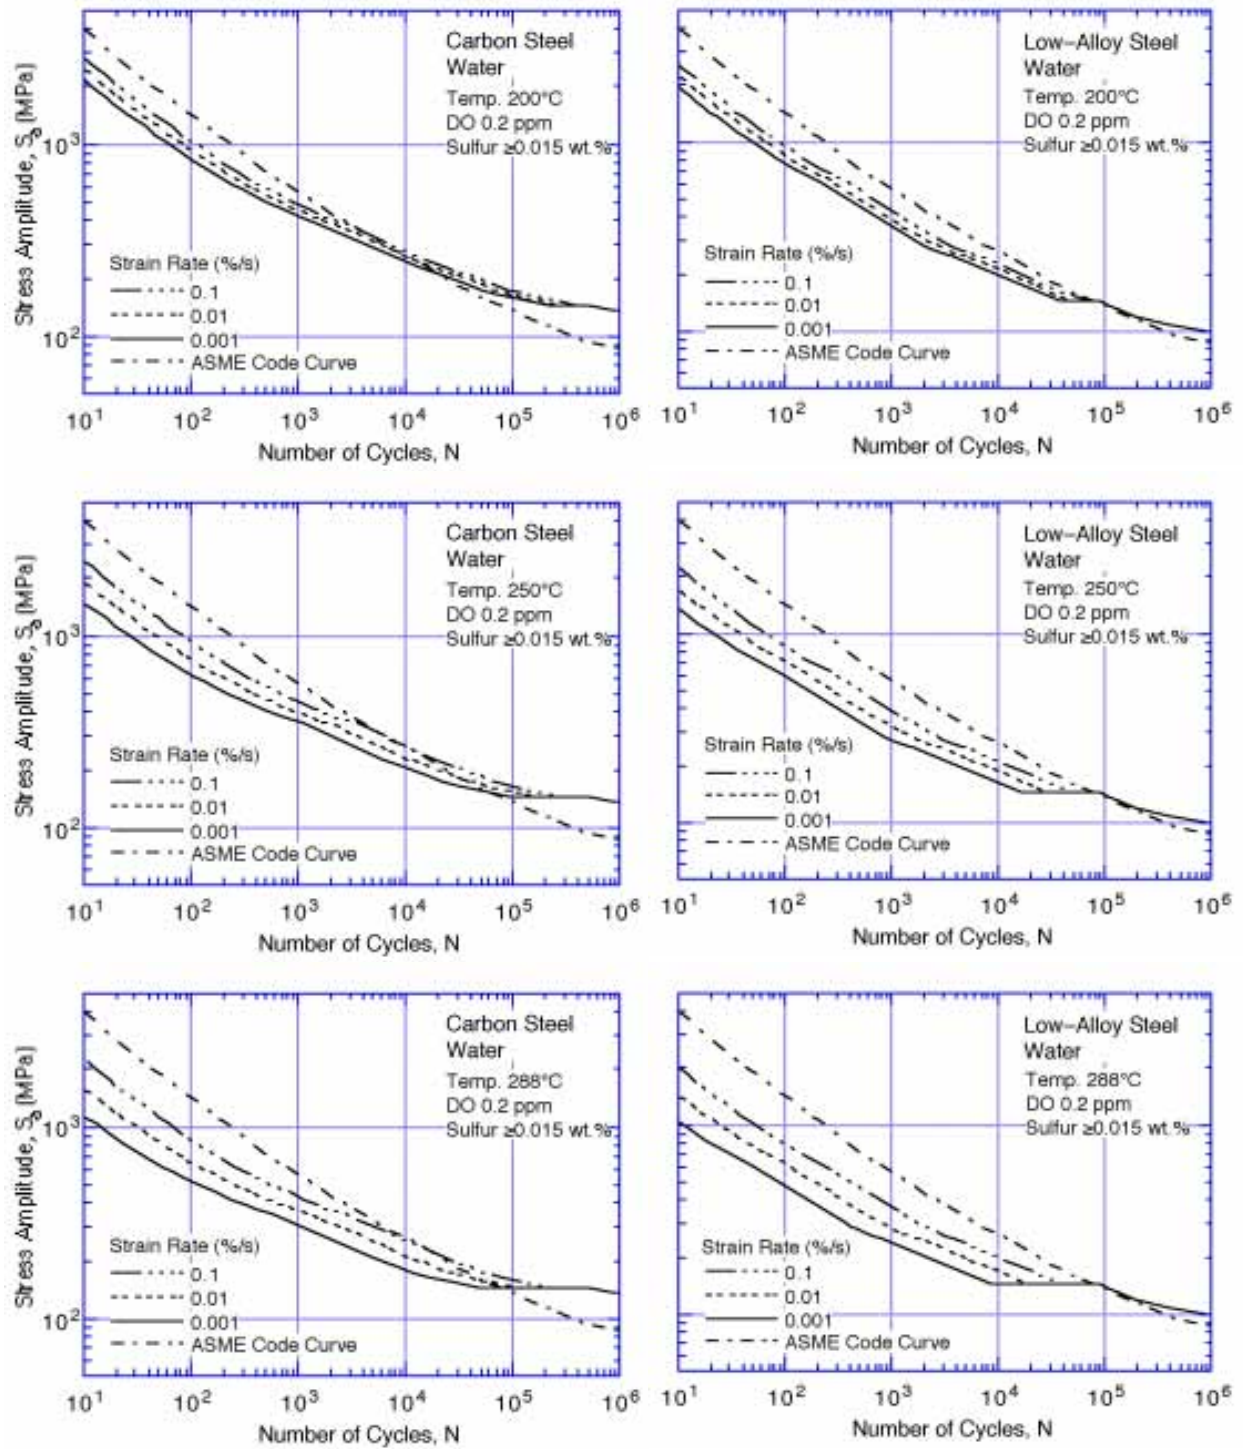 Carbon Steel
Water
Temp. 200°C
DO 0.2 ppm
Sulfur ≥0.015 wt.%
Stress Amplitude, Sa (MPa)
10³
10²
Strain Rate (%/s)
0.1
0.01
0.001
ASME Code Curve
10¹ 10² 10³ 10⁴ 10⁵ 10⁶
Number of Cycles, N
Low–Alloy Steel
Water
Temp. 200°C
DO 0.2 ppm
Sulfur ≥0.015 wt.%
Strain Rate (%/s)
0.1
0.01
0.001
ASME Code Curve
10¹ 10² 10³ 10⁴ 10⁵ 10⁶
Number of Cycles, N
Carbon Steel
Water
Temp. 250°C
DO 0.2 ppm
Sulfur ≥0.015 wt.%
Stress Amplitude, Sa (MPa)
10³
10²
Strain Rate (%/s)
0.1
0.01
0.001
ASME Code Curve
10¹ 10² 10³ 10⁴ 10⁵ 10⁶
Number of Cycles, N
Low–Alloy Steel
Water
Temp. 250°C
DO 0.2 ppm
Sulfur ≥0.015 wt.%
Strain Rate (%/s)
0.1
0.01
0.001
ASME Code Curve
10¹ 10² 10³ 10⁴ 10⁵ 10⁶
Number of Cycles, N
Carbon Steel
Water
Temp. 288°C
DO 0.2 ppm
Sulfur ≥0.015 wt.%
Stress Amplitude, Sa (MPa)
10³
10²
Strain Rate (%/s)
0.1
0.01
0.001
ASME Code Curve
10¹ 10² 10³ 10⁴ 10⁵ 10⁶
Number of Cycles, N
Low–Alloy Steel
Water
Temp. 288°C
DO 0.2 ppm
Sulfur ≥0.015 wt.%
Strain Rate (%/s)
0.1
0.01
0.001
ASME Code Curve
10¹ 10² 10³ 10⁴ 10⁵ 10⁶
Number of Cycles, N